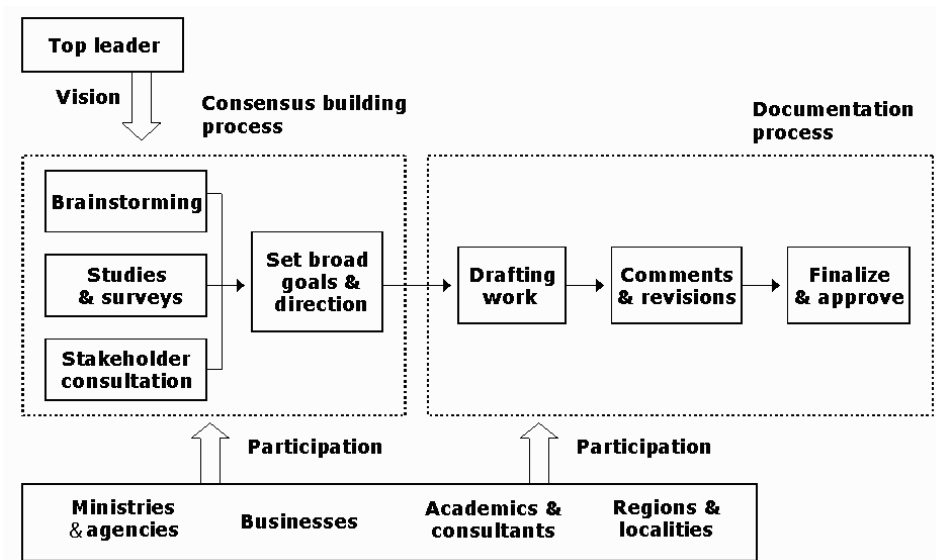 Top leader
Vision
Consensus building
process
Documentation
process
Brainstorming
Studies
& surveys
Stakeholder
consultation
Set broad
goals &
direction
Drafting
work
Comments
& revisions
Finalize
& approve
Participation
Participation
Ministries
& agencies
Businesses
Academics &
consultants
Regions &
localities